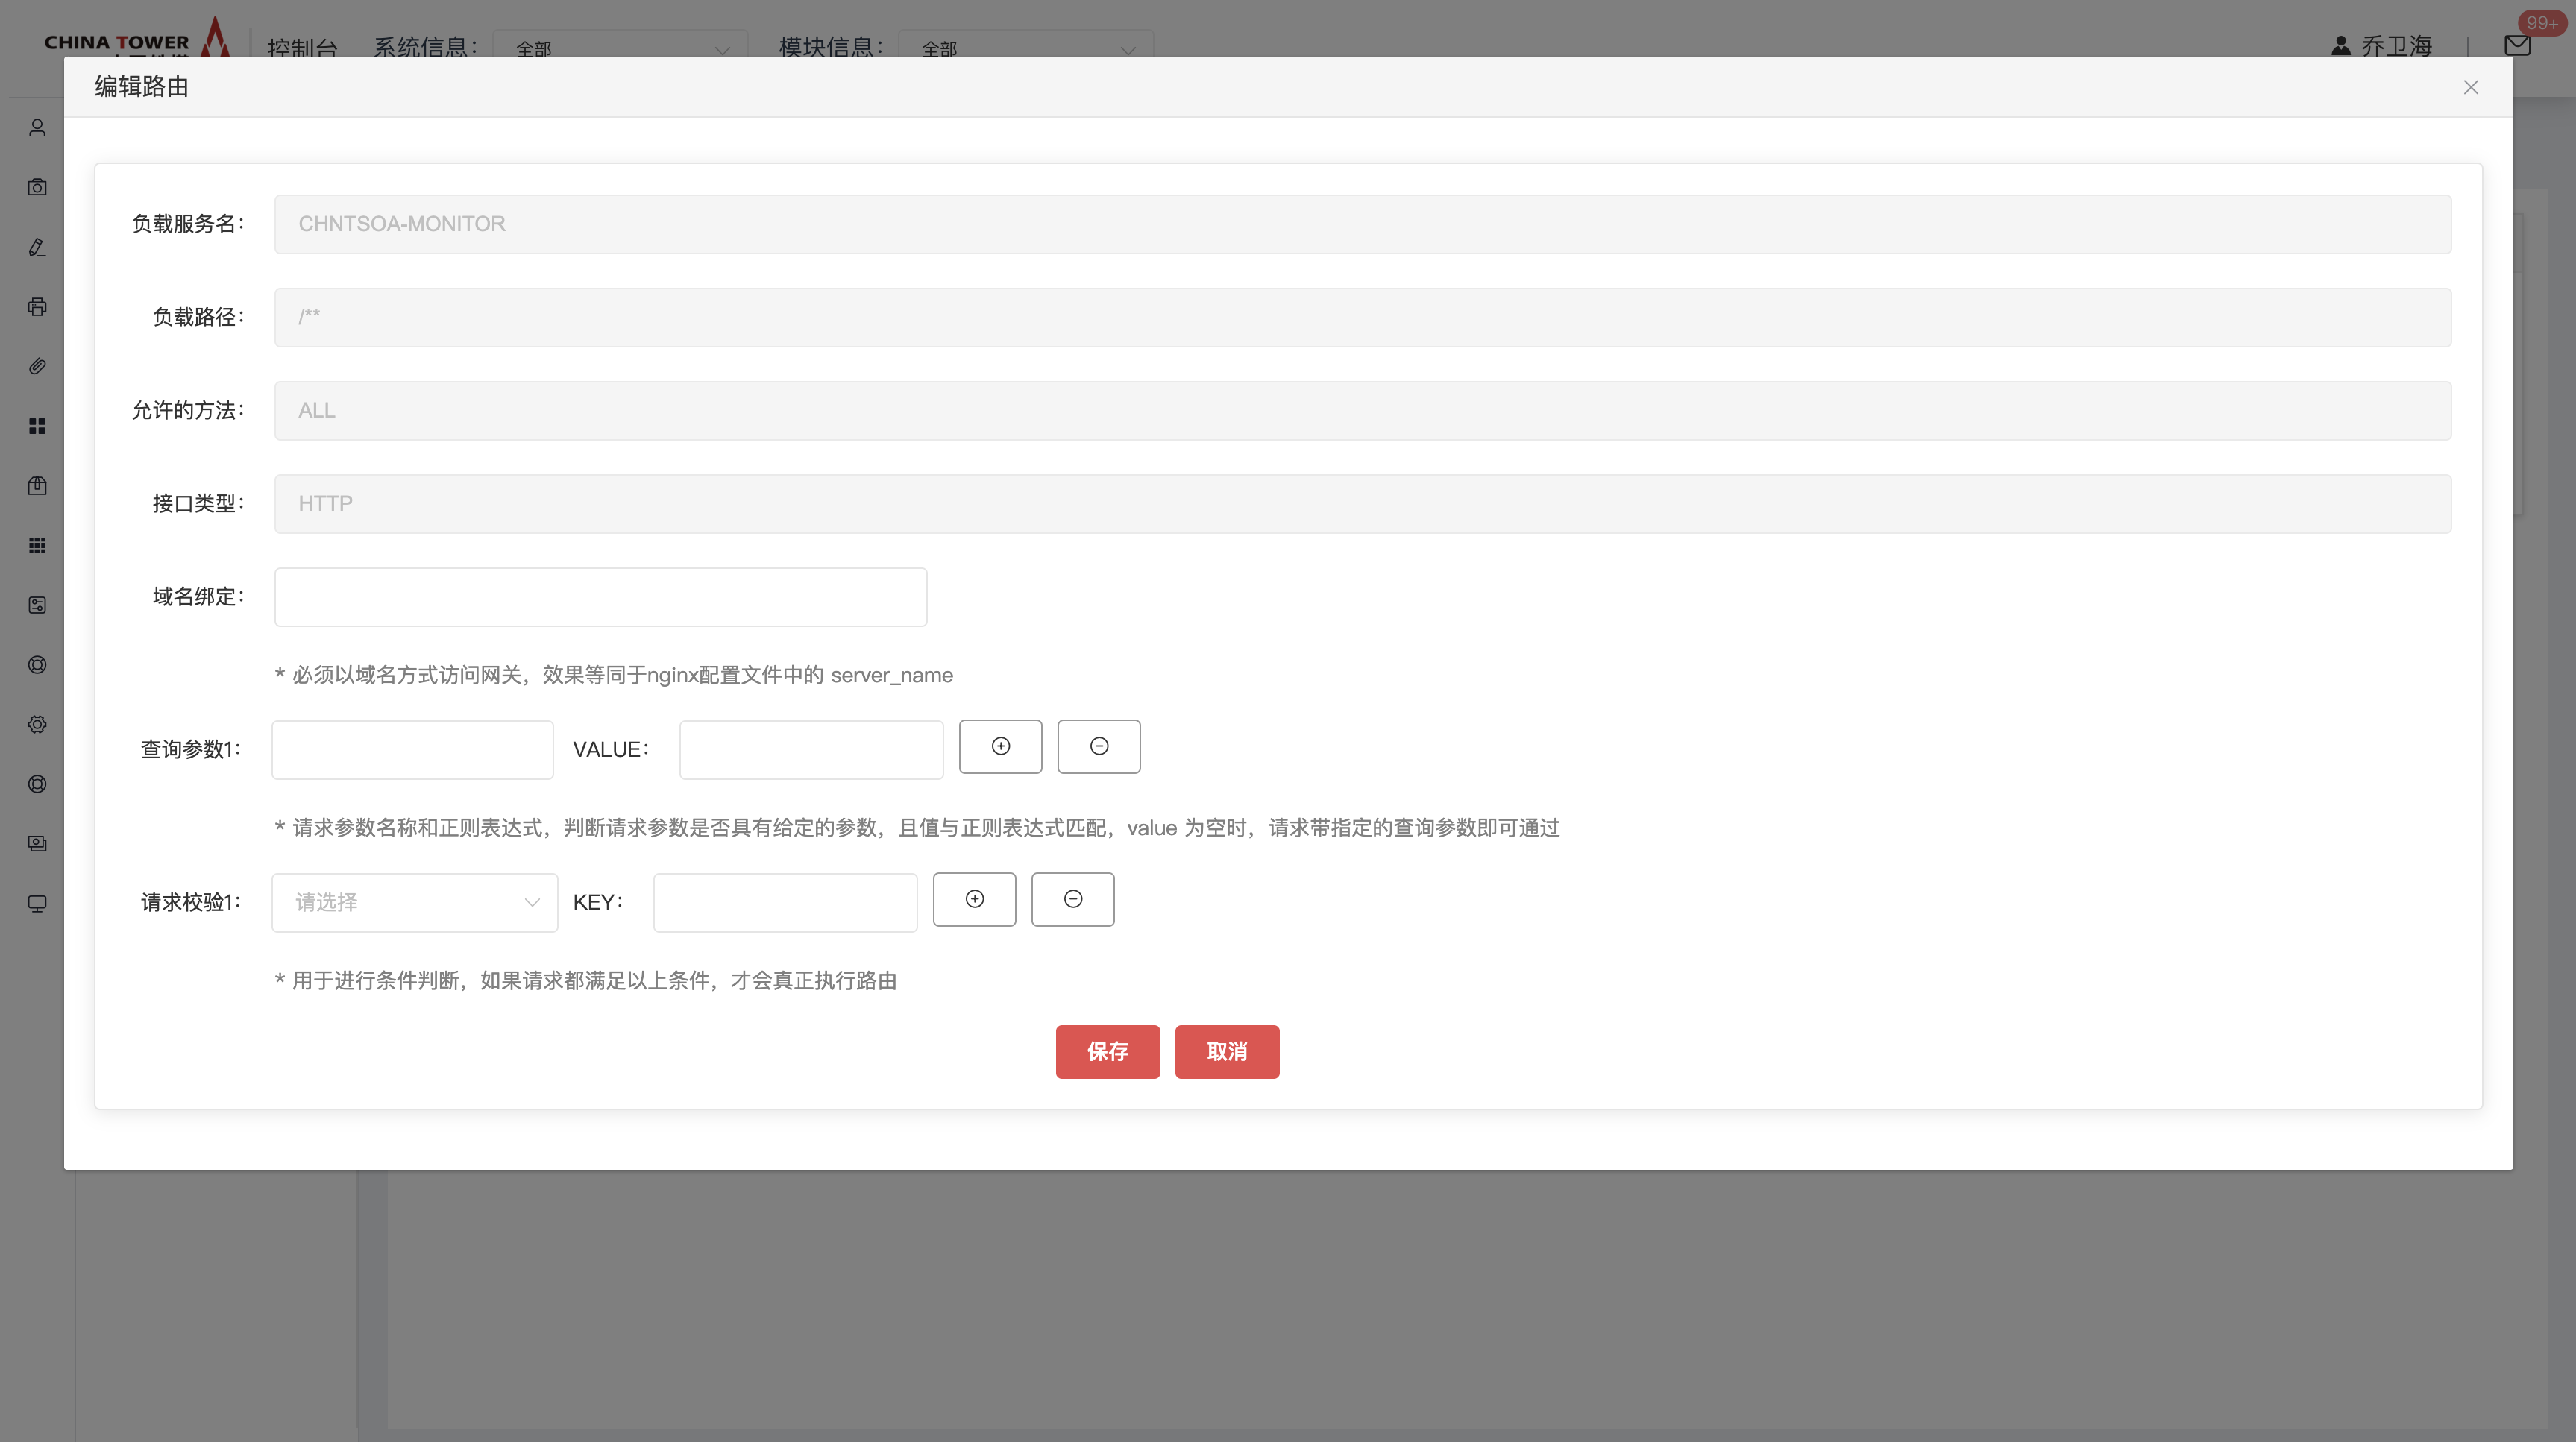 CHINA TOWER
控制台
系统信息：
全部
模块信息：
全部
乔卫海
99+
编辑路由
负载服务名：
CHNTSOA-MONITOR
负载路径：
/**
允许的方法：
ALL
接口类型：
HTTP
域名绑定：
* 必须以域名方式访问网关，效果等同于nginx配置文件中的 server_name
查询参数1：
VALUE：
* 请求参数名称和正则表达式，判断请求参数是否具有给定的参数，且值与正则表达式匹配，value 为空时，请求带指定的查询参数即可通过
请求校验1：
请选择
KEY：
* 用于进行条件判断，如果请求都满足以上条件，才会真正执行路由
保存
取消